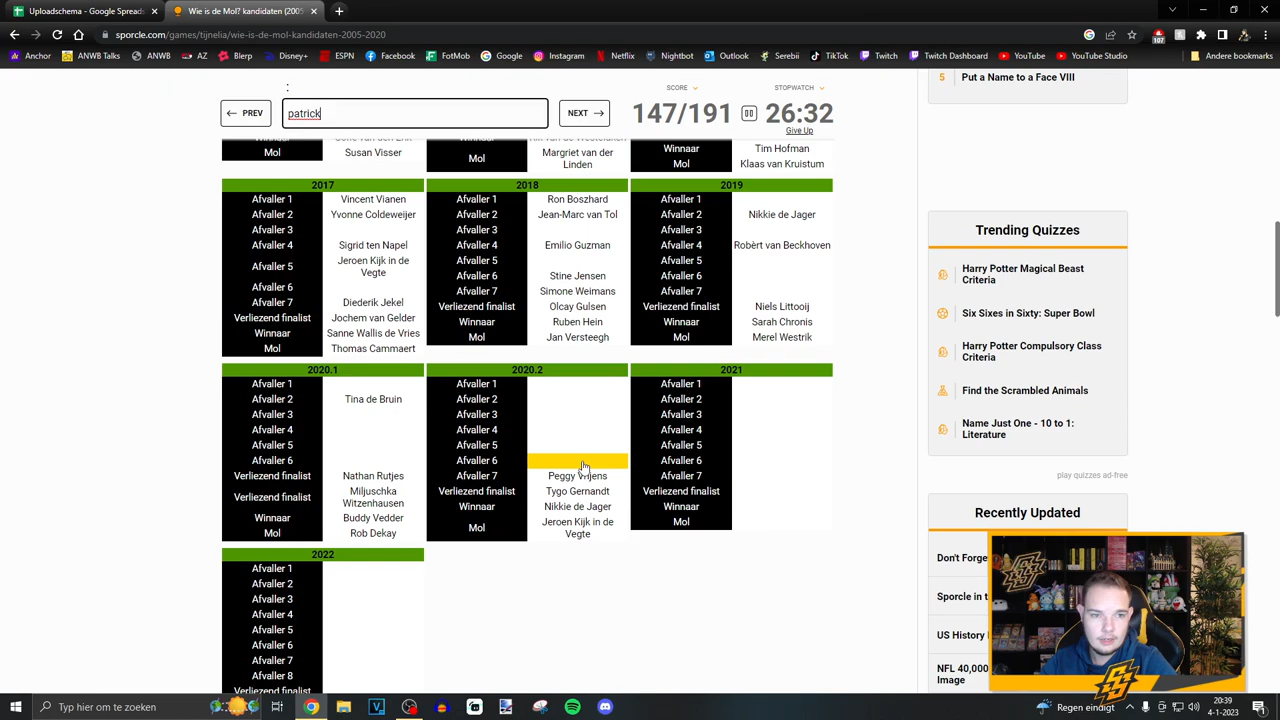 Uploadschema - Google Spreads
Wie is de Mol? kandidaten 2005-
sporcle.com/games/tijnelia/wie-is-de-mol-kandidaten-2005-2020
107
Anchor
ANWB Talks
ANWB
Disney+
ESPN
Facebook
FotMob
Google
Instagram
Netflix
Nightbot
Outlook
Serebii
TikTok
Twitch
Twitch Dashboard
YouTube
YouTube Studio
Andere bookmarks
:
PREV
patrick
NEXT
SCORE
147/191
STOPWATCH
26:32
Give Up
5 Put a Name to a Face VIII
Mol Susan Visser
Mol Margriet van der
Linden
Winnaar Tim Hofman
Mol Klaas van Kruistum
2017
Afvaller 1 Vincent Vianen
Afvaller 2 Yvonne Coldeweijer
Afvaller 3
Afvaller 4 Sigrid ten Napel
Afvaller 5 Jeroen Kijk in de
Vegte
Afvaller 6
Afvaller 7 Diederik Jekel
Verliezend finalist Jochem van Gelder
Winnaar Sanne Wallis de Vries
Mol Thomas Cammaert
2018
Afvaller 1 Ron Boszhard
Afvaller 2 Jean-Marc van Tol
Afvaller 3
Afvaller 4 Emilio Guzman
Afvaller 5
Afvaller 6 Stine Jensen
Afvaller 7 Simone Weimans
Verliezend finalist Olcay Gulsen
Winnaar Ruben Hein
Mol Jan Versteegh
2019
Afvaller 1
Afvaller 2 Nikkie de Jager
Afvaller 3
Afvaller 4 Robèrt van Beckhoven
Afvaller 5
Afvaller 6
Afvaller 7
Verliezend finalist Niels Littooij
Winnaar Sarah Chronis
Mol Merel Westrik
2020.1
Afvaller 1
Afvaller 2 Tina de Bruin
Afvaller 3
Afvaller 4
Afvaller 5
Afvaller 6
Verliezend finalist Nathan Rutjes
Verliezend finalist Miljuschka
Witzenhausen
Winnaar Buddy Vedder
Mol Rob Dekay
2020.2
Afvaller 1
Afvaller 2
Afvaller 3
Afvaller 4
Afvaller 5
Afvaller 6
Afvaller 7 Peggy Vrijens
Verliezend finalist Tygo Gernandt
Winnaar Nikkie de Jager
Mol Jeroen Kijk in de
Vegte
2021
Afvaller 1
Afvaller 2
Afvaller 3
Afvaller 4
Afvaller 5
Afvaller 6
Afvaller 7
Verliezend finalist
Winnaar
Mol
2022
Afvaller 1
Afvaller 2
Afvaller 3
Afvaller 4
Afvaller 5
Afvaller 6
Afvaller 7
Afvaller 8
Verliezend finalist
Trending Quizzes
Harry Potter Magical Beast
Criteria
Six Sixes in Sixty: Super Bowl
Harry Potter Compulsory Class
Criteria
Find the Scrambled Animals
Name Just One - 10 to 1:
Literature
play quizzes ad-free
Recently Updated
Don't Forge
Sporcle in t
US History
NFL 40,000
Image
Typ hier om te zoeken
Regen eindigt
20:39
4-1-2023